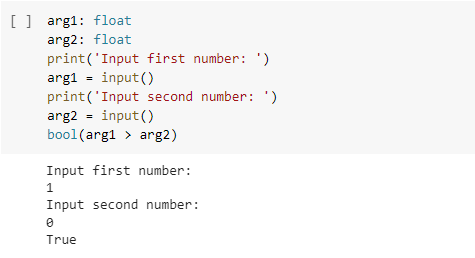 [ ] arg1: float
arg2: float
print('Input first number: ')
arg1 = input()
print('Input second number: ')
arg2 = input()
bool(arg1 > arg2)
Input first number:
1
Input second number:
0
True